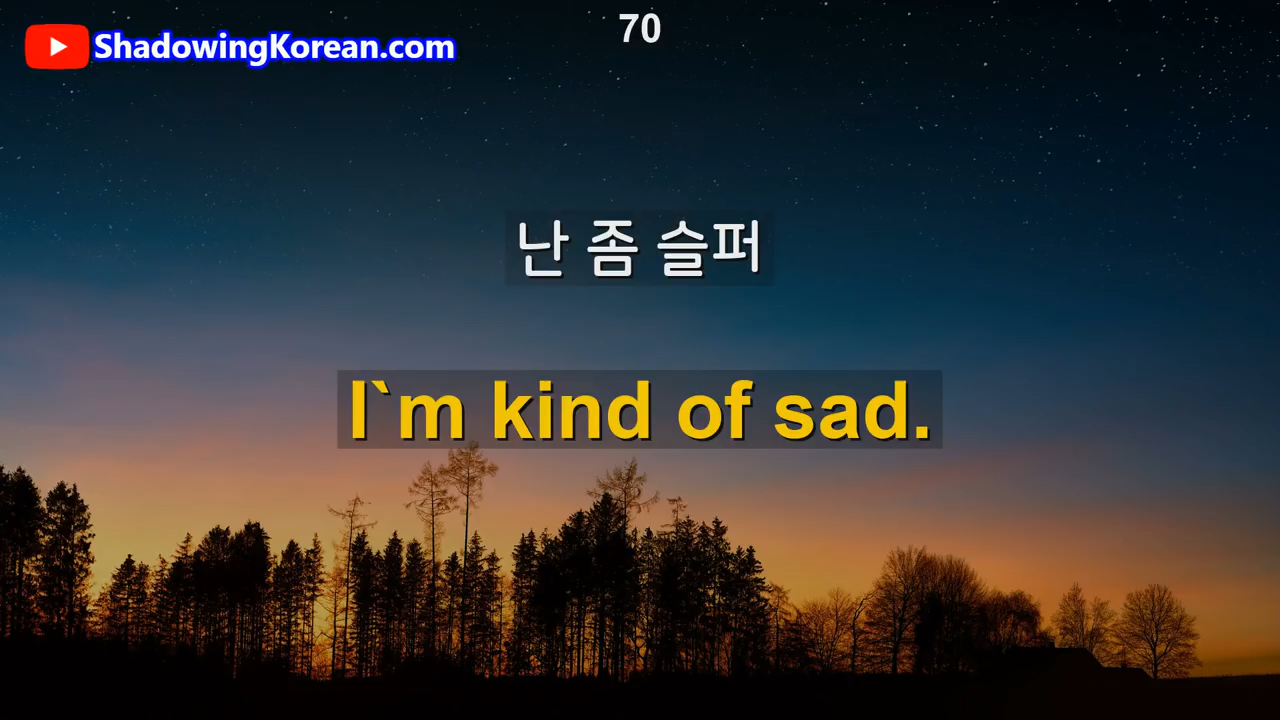 70
ShadowingKorean.com
난 좀 슬퍼
I`m kind of sad.